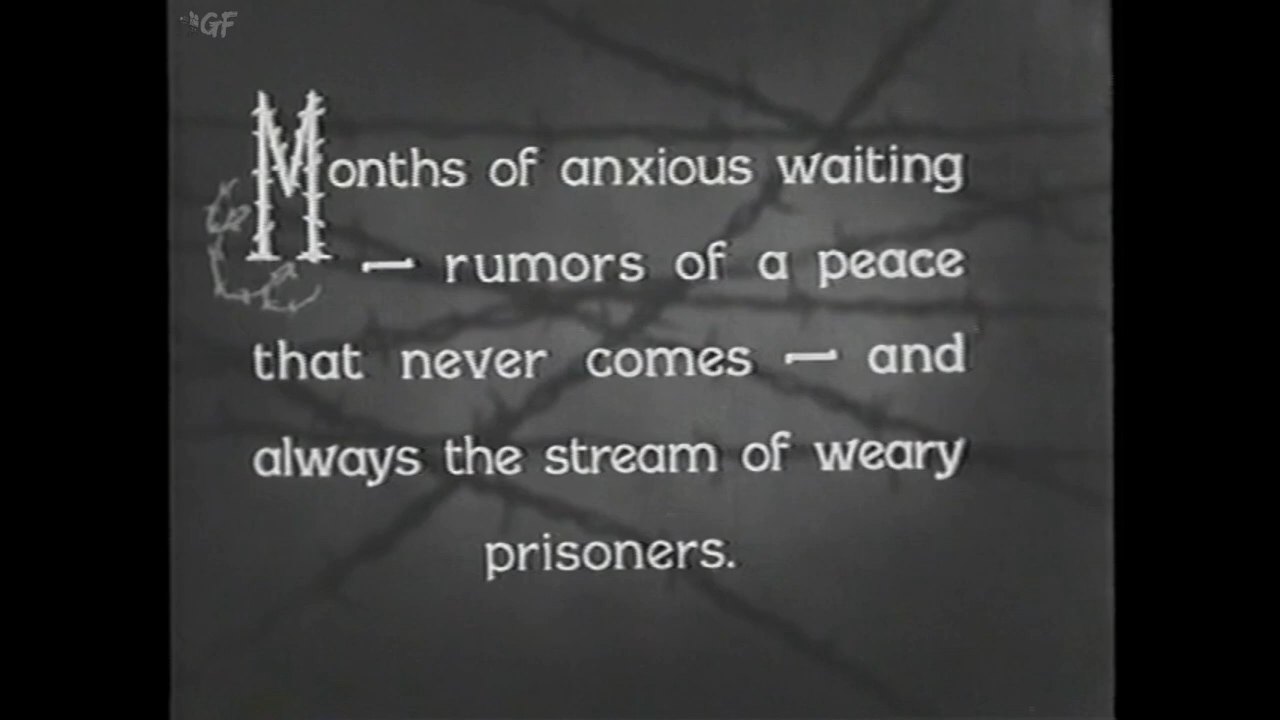 GF
Months of anxious waiting
— rumors of a peace
that never comes — and
always the stream of weary
prisoners.